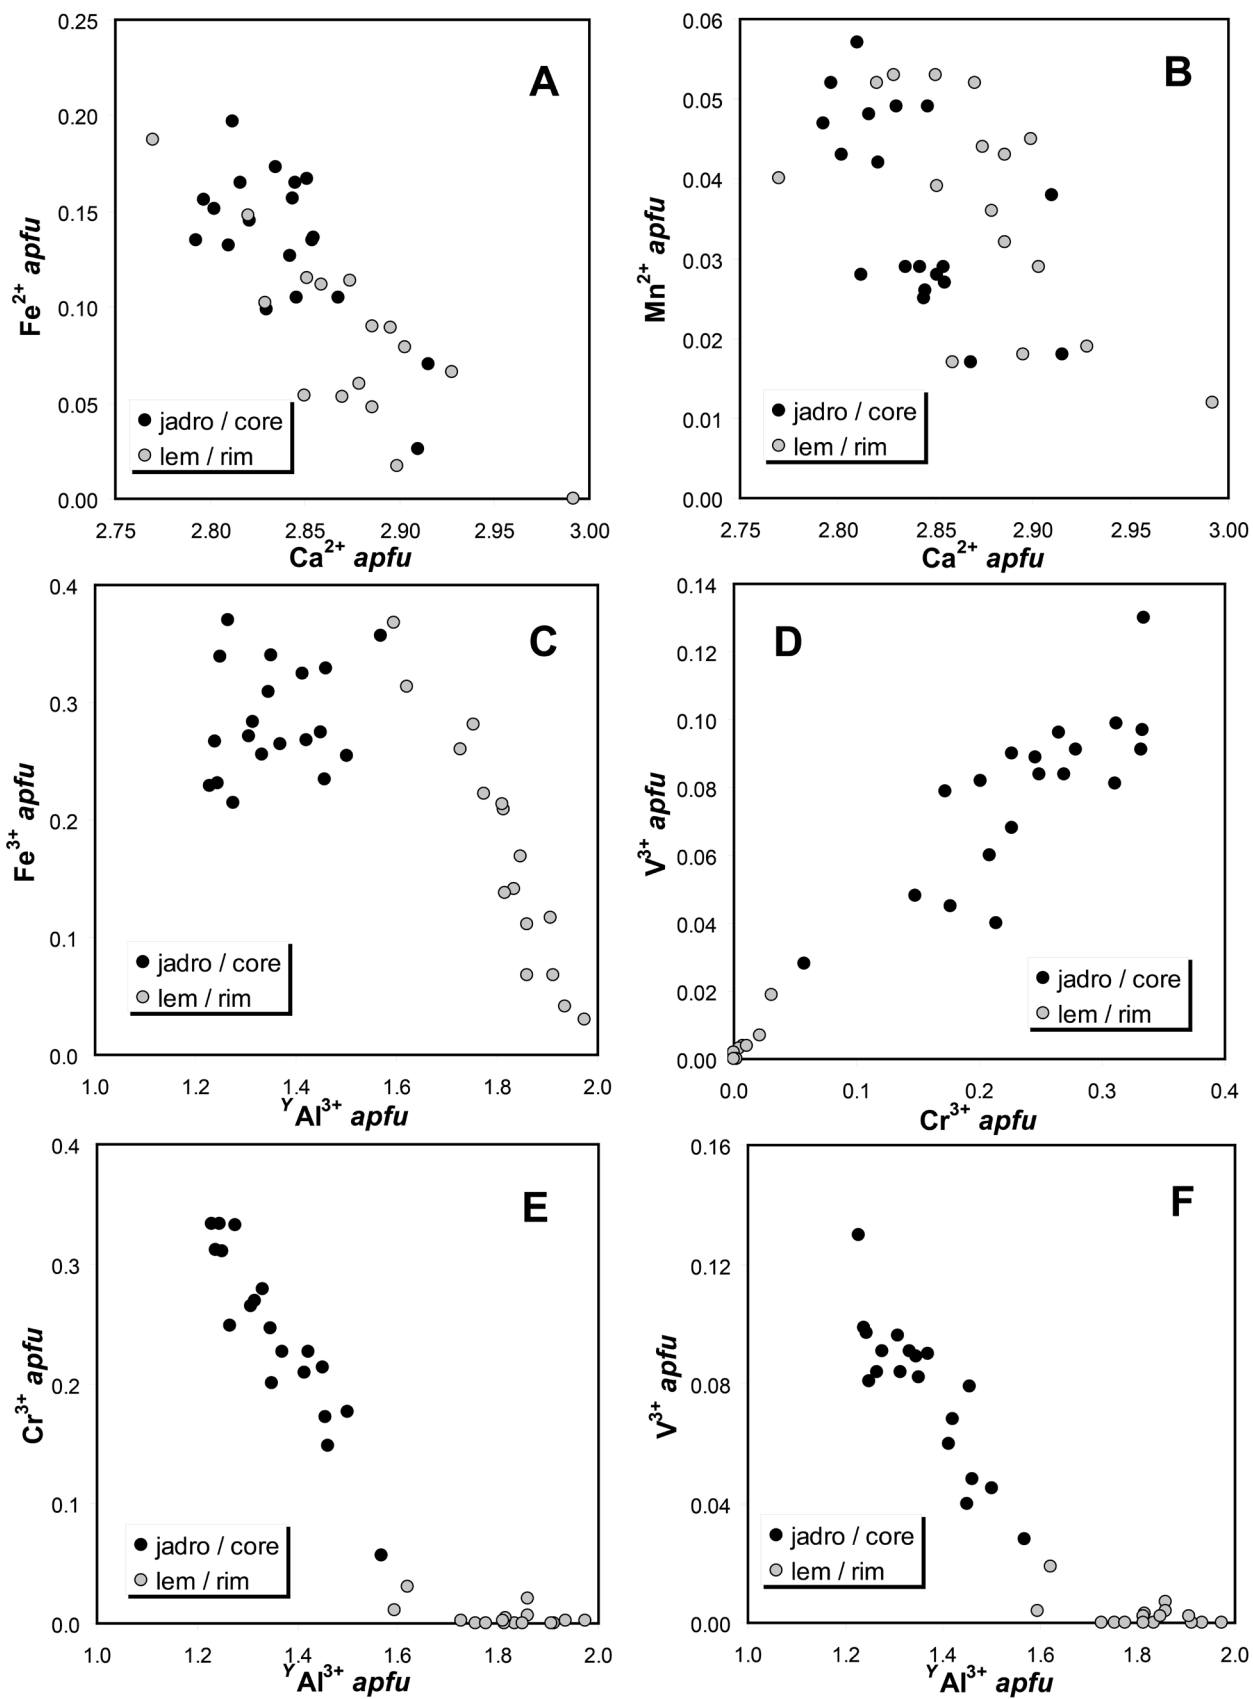 A
0.25
0.20
0.15
0.10
0.05
0.00
Fe2+ apfu
jadro / core
lem / rim
2.75 2.80 2.85 2.90 2.95 3.00
Ca2+ apfu
B
0.06
0.05
0.04
0.03
0.02
0.01
0.00
Mn2+ apfu
jadro / core
lem / rim
2.75 2.80 2.85 2.90 2.95 3.00
Ca2+ apfu
C
0.4
0.3
0.2
0.1
0.0
Fe3+ apfu
jadro / core
lem / rim
1.0 1.2 1.4 1.6 1.8 2.0
YAl3+ apfu
D
0.14
0.12
0.10
0.08
0.06
0.04
0.02
0.00
V3+ apfu
jadro / core
lem / rim
0.0 0.1 0.2 0.3 0.4
Cr3+ apfu
E
0.4
0.3
0.2
0.1
0.0
Cr3+ apfu
jadro / core
lem / rim
1.0 1.2 1.4 1.6 1.8 2.0
YAl3+ apfu
F
0.16
0.12
0.08
0.04
0.00
V3+ apfu
jadro / core
lem / rim
1.0 1.2 1.4 1.6 1.8 2.0
YAl3+ apfu